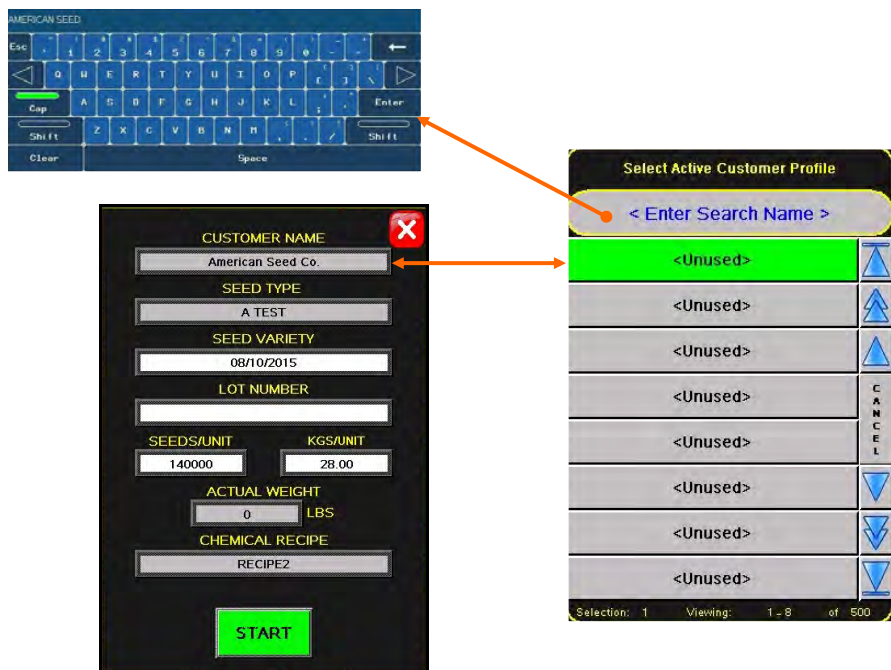 AMERICAN SEED
Esc 1 2 3 4 5 6 7 8 9 0 - ←
Q W E R T Y U I O P [ ] \
Cap A S D F G H J K L ; ' Enter
Shift Z X C V B N M , . / Shift
Clear Space
CUSTOMER NAME
American Seed Co.
SEED TYPE
A TEST
SEED VARIETY
08/10/2015
LOT NUMBER
SEEDS/UNIT KGS/UNIT
140000 28.00
ACTUAL WEIGHT
0 LBS
CHEMICAL RECIPE
RECIPE2
START
Select Active Customer Profile
< Enter Search Name >
<Unused>
<Unused>
<Unused>
<Unused>
<Unused>
<Unused>
<Unused>
<Unused>
CANCEL
Selection: 1 Viewing: 1 - 8 of 500